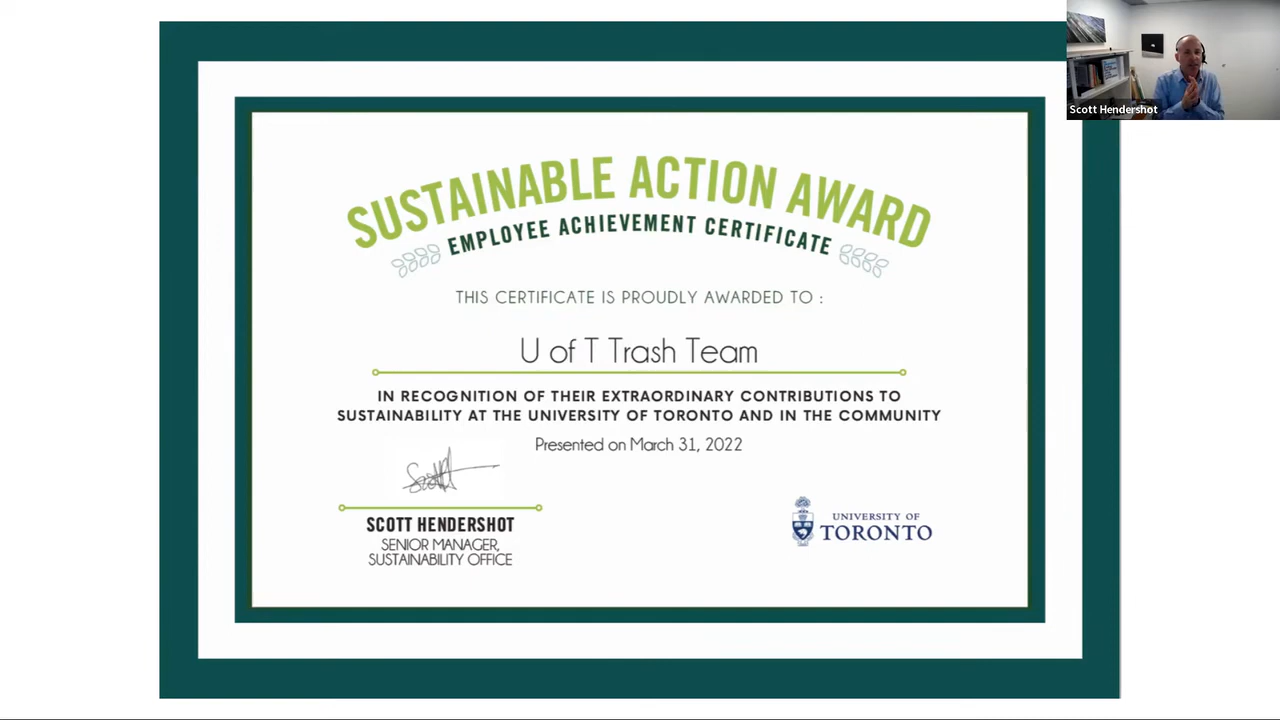 SUSTAINABLE ACTION AWARD
EMPLOYEE ACHIEVEMENT CERTIFICATE
THIS CERTIFICATE IS PROUDLY AWARDED TO :
U of T Trash Team
IN RECOGNITION OF THEIR EXTRAORDINARY CONTRIBUTIONS TO
SUSTAINABILITY AT THE UNIVERSITY OF TORONTO AND IN THE COMMUNITY
Presented on March 31, 2022
SCOTT HENDERSHOT
SENIOR MANAGER,
SUSTAINABILITY OFFICE
UNIVERSITY OF
TORONTO
Scott Hendershot